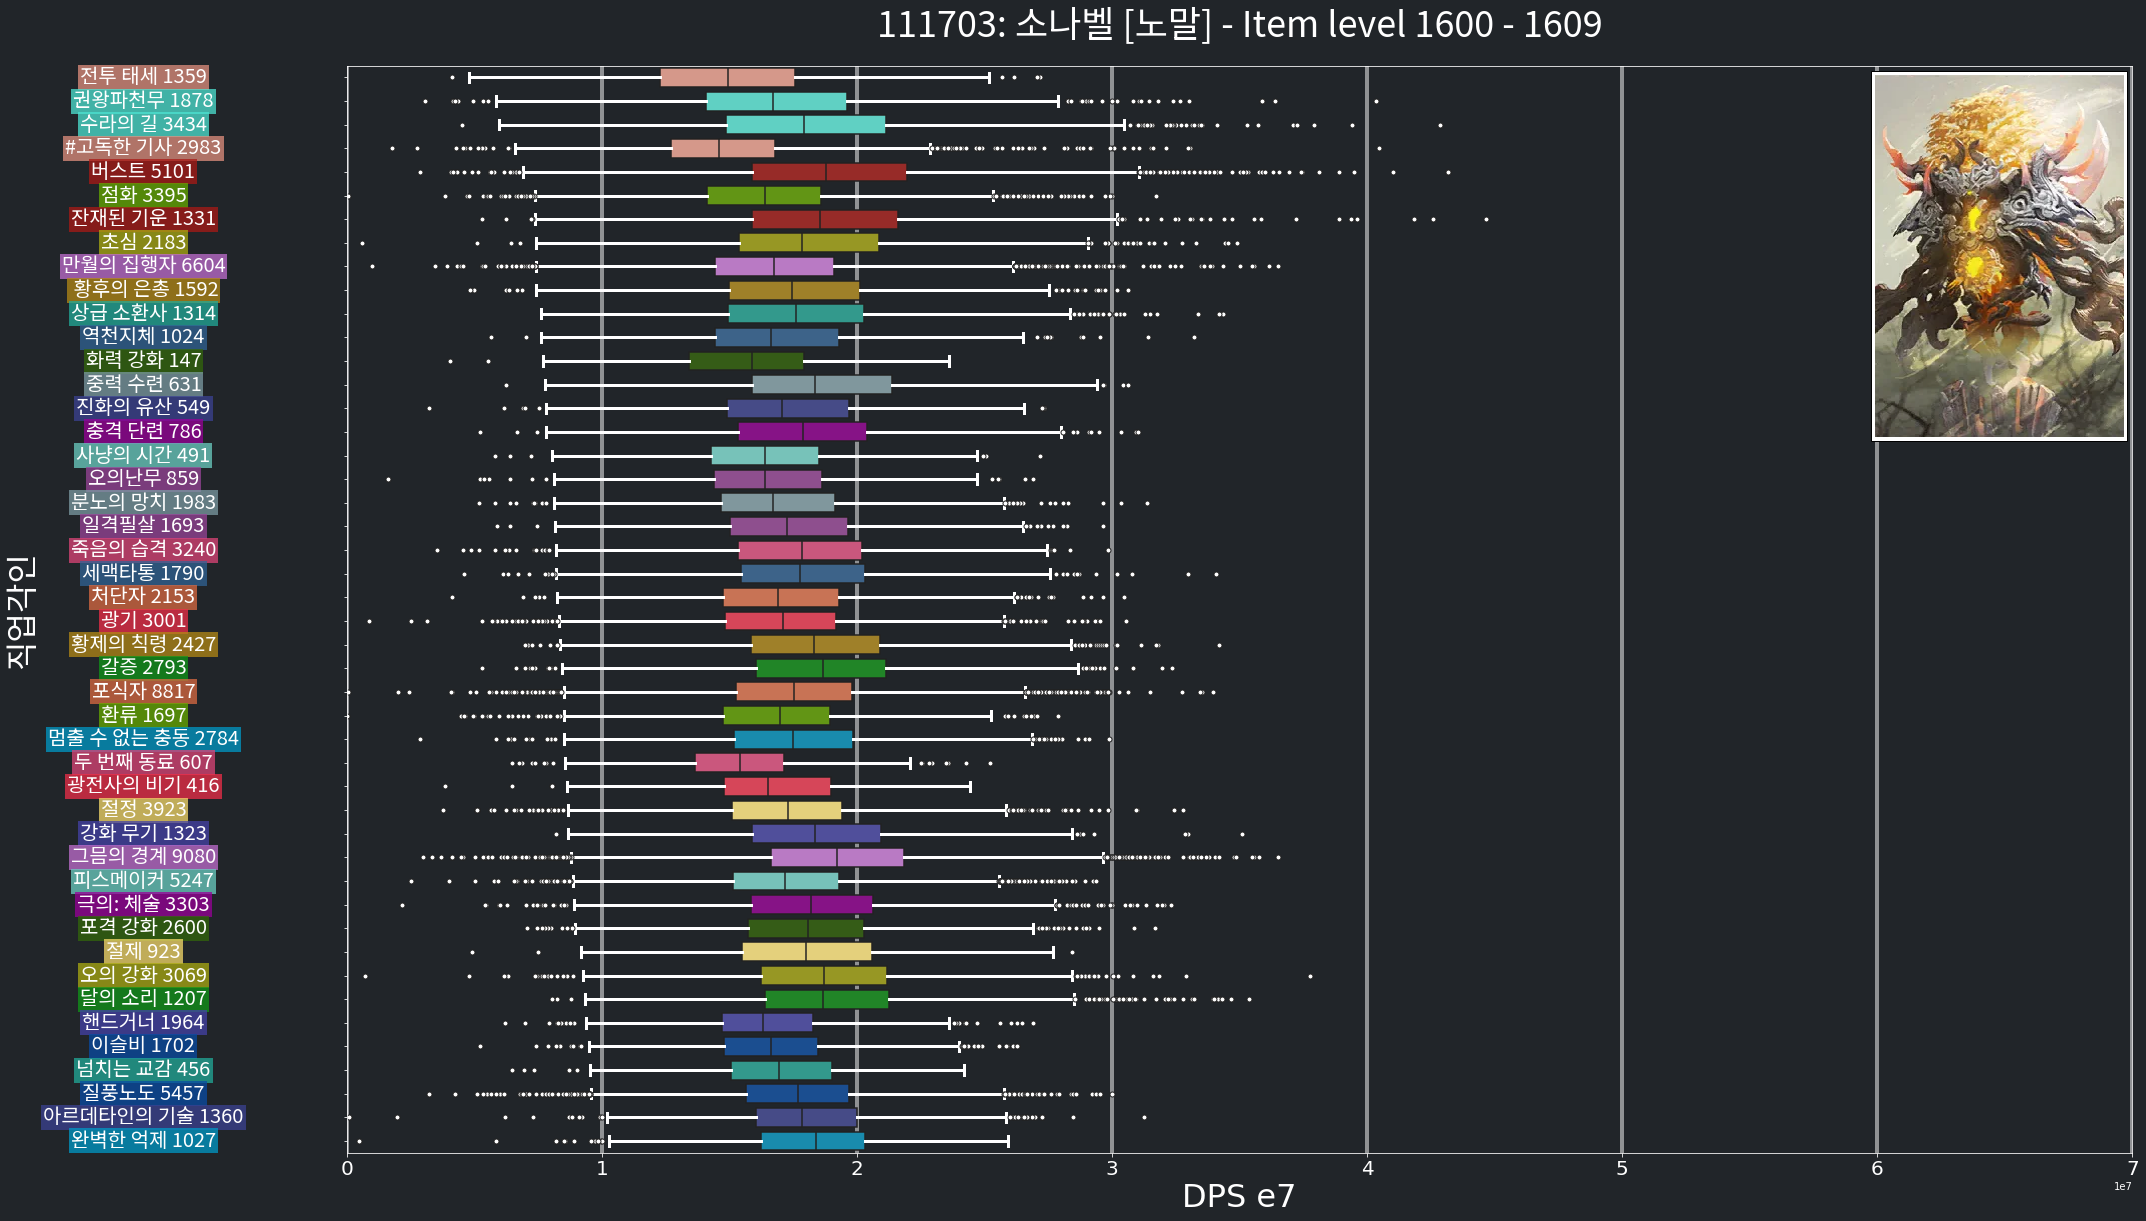 111703: 소나벨 [노말] - Item level 1600 - 1609
전투 태세 1359
권왕파천무 1878
수라의 길 3434
#고독한 기사 2983
버스트 5101
점화 3395
잔재된 기운 1331
초심 2183
만월의 집행자 6604
황후의 은총 1592
상급 소환사 1314
역천지체 1024
화력 강화 147
중력 수련 631
진화의 유산 549
충격 단련 786
사냥의 시간 491
오의난무 859
분노의 망치 1983
일격필살 1693
죽음의 습격 3240
세맥타통 1790
처단자 2153
광기 3001
황제의 칙령 2427
갈증 2793
포식자 8817
환류 1697
멈출 수 없는 충동 2784
두 번째 동료 607
광전사의 비기 416
절정 3923
강화 무기 1323
그믐의 경계 9080
피스메이커 5247
극의: 체술 3303
포격 강화 2600
절제 923
오의 강화 3069
달의 소리 1207
핸드거너 1964
이슬비 1702
넘치는 교감 456
질풍노도 5457
아르데타인의 기술 1360
완벽한 억제 1027
직업각인
0 1 2 3 4 5 6 7
1e7
DPS e7